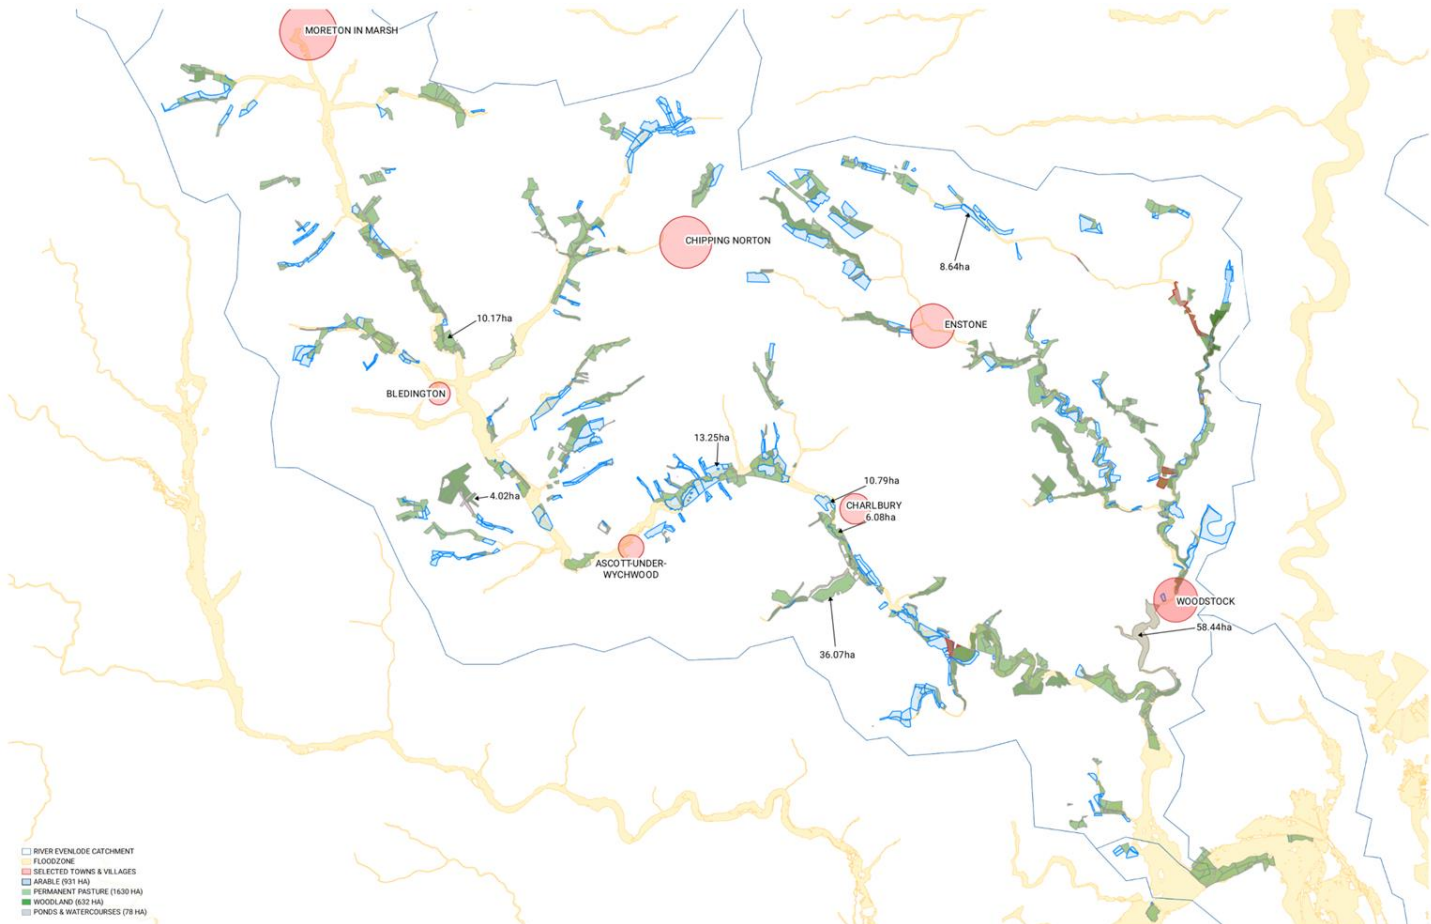 MORETON IN MARSH
CHIPPING NORTON
8.64ha
10.17ha
ENSTONE
BLEDINGTON
13.25ha
4.02ha
10.79ha
CHARLBURY
6.08ha
ASCOTT-UNDER-
WYCHWOOD
WOODSTOCK
58.44ha
36.07ha
RIVER EVENLODE CATCHMENT
FLOODZONE
SELECTED TOWNS & VILLAGES
ARABLE (931 HA)
PERMANENT PASTURE (1630 HA)
WOODLAND (632 HA)
PONDS & WATERCOURSES (78 HA)